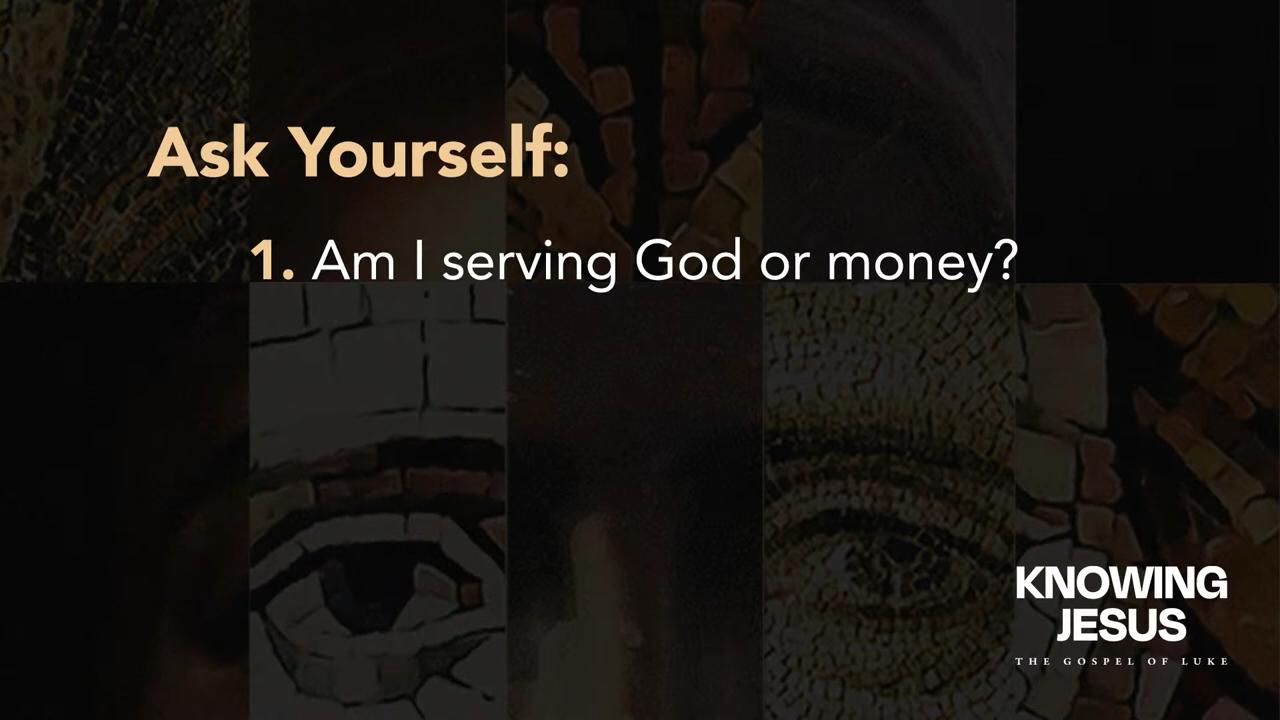 Ask Yourself:
1. Am I serving God or money?
KNOWING
JESUS
THE GOSPEL OF LUKE